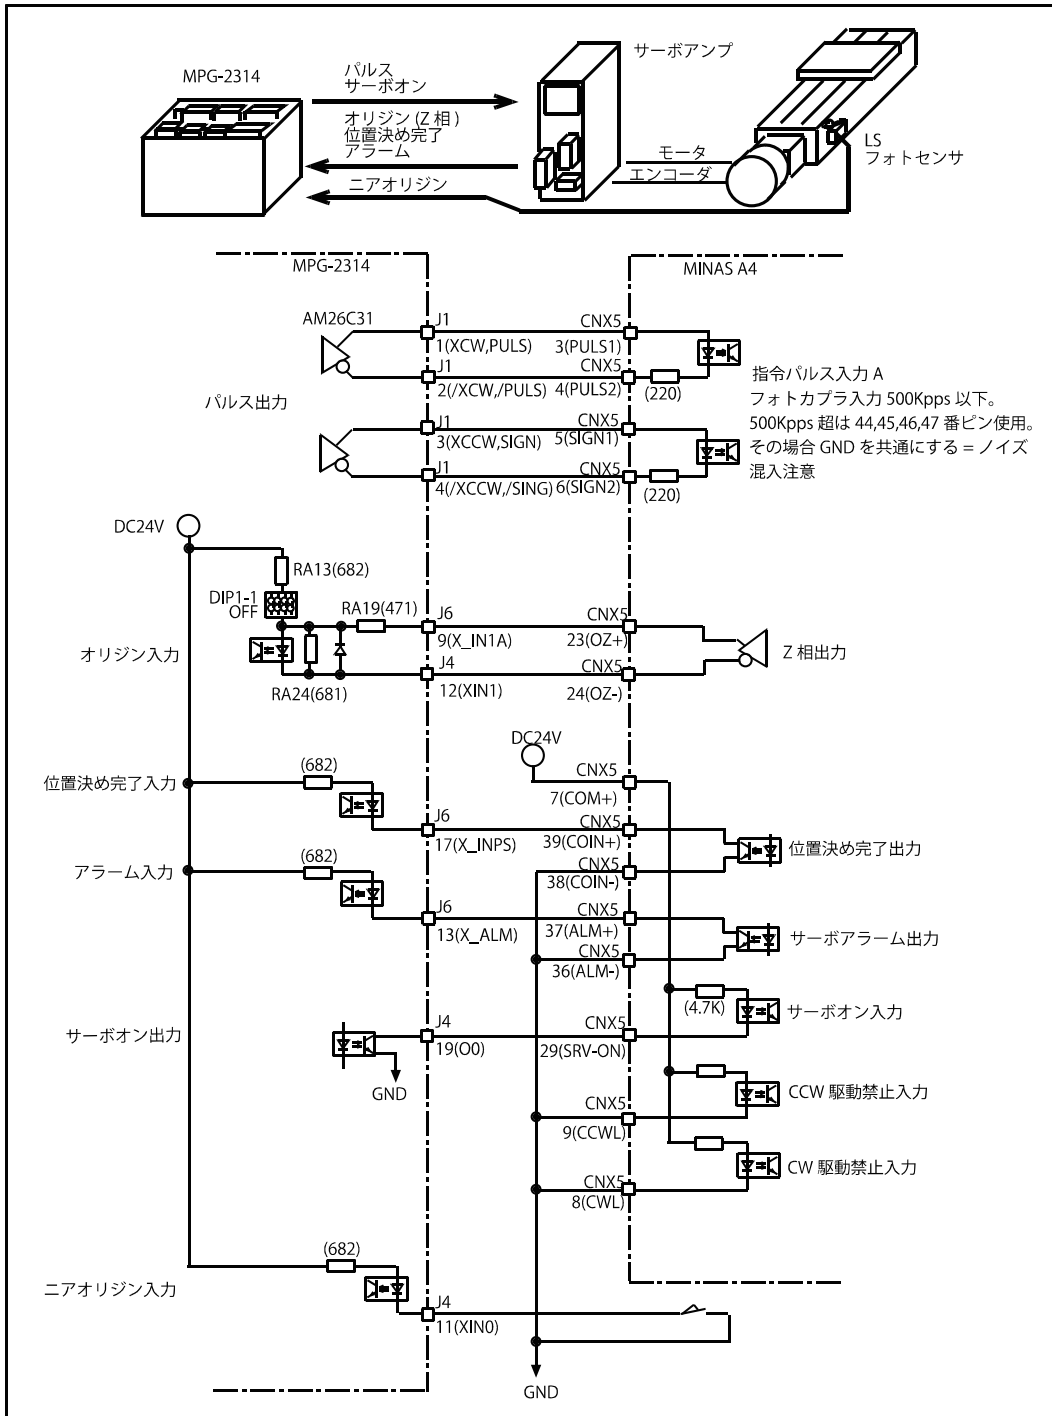 MPG-2314
パルス
サーボオン
オリジン (Z 相 )
位置決め完了
アラーム
ニアオリジン
サーボアンプ
モータ
エンコーダ
LS
フォトセンサ
MPG-2314
MINAS A4
AM26C31
J1
1(XCW,PULS)
CNX5
3(PULS1)
J1
2(/XCW,/PULS)
CNX5
4(PULS2)
(220)
パルス出力
J1
3(XCCW,SIGN)
CNX5
5(SIGN1)
J1
4(/XCCW,/SING)
CNX5
6(SIGN2)
(220)
指令パルス入力 A
フォトカプラ入力 500Kpps 以下。
500Kpps 超は 44,45,46,47 番ピン使用。
その場合 GND を共通にする = ノイズ
混入注意
DC24V
RA13(682)
DIP1-1
OFF
RA19(471)
J6
9(X_IN1A)
CNX5
23(OZ+)
オリジン入力
Z 相出力
J4
12(XIN1)
CNX5
24(OZ-)
RA24(681)
DC24V
CNX5
7(COM+)
位置決め完了入力
(682)
J6
17(X_INPS)
CNX5
39(COIN+)
位置決め完了出力
アラーム入力
(682)
CNX5
38(COIN-)
J6
13(X_ALM)
CNX5
37(ALM+)
サーボアラーム出力
CNX5
36(ALM-)
(4.7K)
サーボオン入力
サーボオン出力
J4
19(O0)
CNX5
29(SRV-ON)
GND
CCW 駆動禁止入力
CNX5
9(CCWL)
CW 駆動禁止入力
CNX5
8(CWL)
(682)
ニアオリジン入力
J4
11(XIN0)
GND